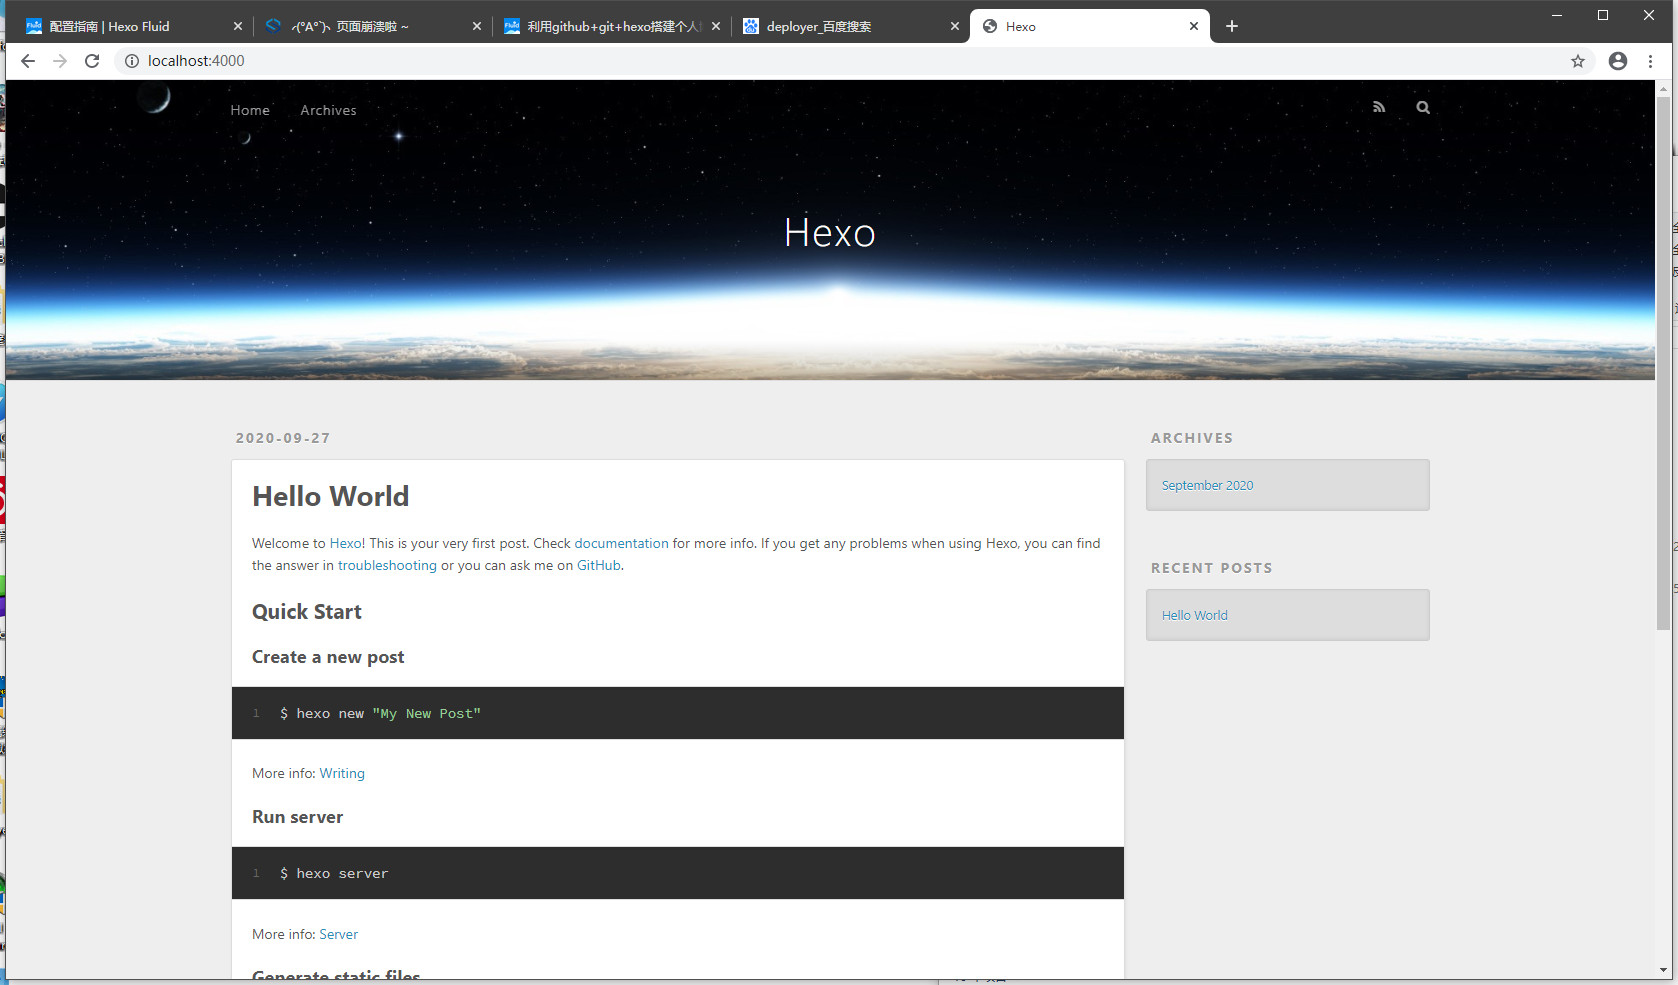 配置指南 | Hexo Fluid
╭(°A°`)╮ 页面崩溃啦 ~
利用github+git+hexo搭建个人
deployer_百度搜索
Hexo
localhost:4000
Home
Archives
Hexo
2020-09-27
Hello World
Welcome to Hexo! This is your very first post. Check documentation for more info. If you get any problems when using Hexo, you can find
the answer in troubleshooting or you can ask me on GitHub.
Quick Start
Create a new post
1 $ hexo new "My New Post"
More info: Writing
Run server
1 $ hexo server
More info: Server
Generate static files
ARCHIVES
September 2020
RECENT POSTS
Hello World